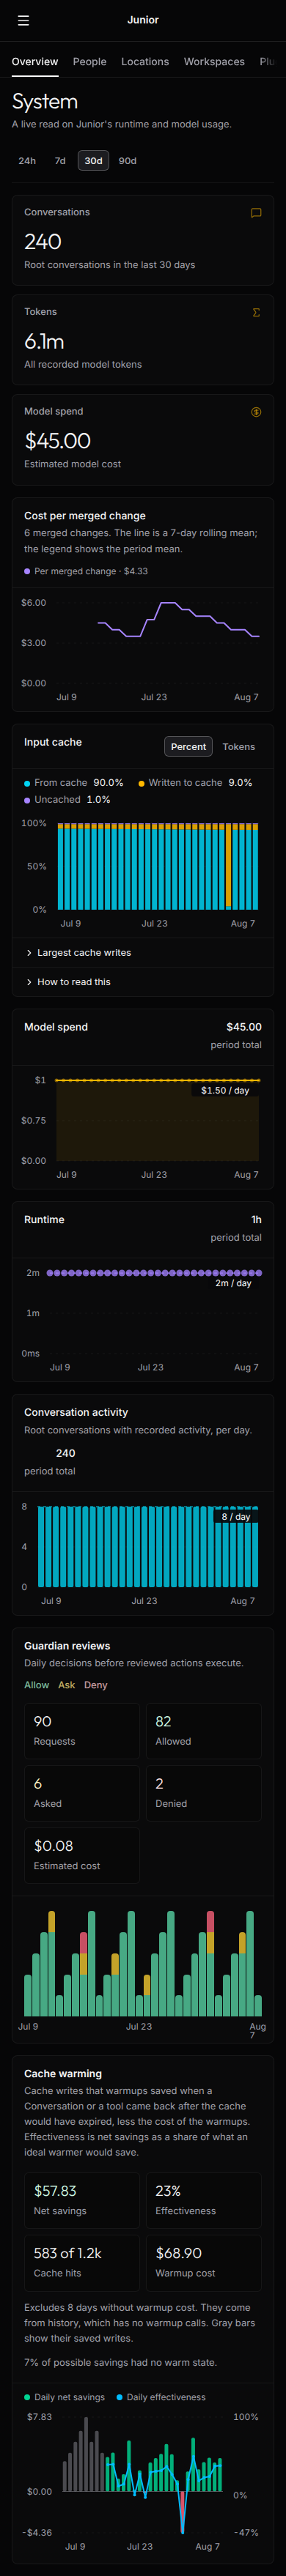 Junior
Overview People Locations Workspaces
System
A live read on Junior's runtime and model usage.
24h 7d 30d 90d
Conversations
240
Root conversations in the last 30 days
Tokens
6.1m
All recorded model tokens
Model spend
$45.00
Estimated model cost
Cost per merged change
6 merged changes. The line is a 7-day rolling mean;
the legend shows the period mean.
Per merged change · $4.33
$6.00
$3.00
$0.00
Jul 9 Jul 23 Aug 7
Input cache
Percent Tokens
From cache 90.0% Written to cache 9.0%
Uncached 1.0%
100%
50%
0%
Jul 9 Jul 23 Aug 7
Largest cache writes
How to read this
Model spend $45.00
period total
$1
$1.50 / day
$0.75
$0.00
Jul 9 Jul 23 Aug 7
Runtime 1h
period total
2m
2m / day
1m
0ms
Jul 9 Jul 23 Aug 7
Conversation activity
Root conversations with recorded activity, per day.
240
period total
8
8 / day
4
0
Jul 9 Jul 23 Aug 7
Guardian reviews
Daily decisions before reviewed actions execute.
Allow Ask Deny
90 82
Requests Allowed
6 2
Asked Denied
$0.08
Estimated cost
Jul 9 Jul 23 Aug
7
Cache warming
Cache writes that warmups saved when a
Conversation or a tool came back after the cache
would have expired, less the cost of the warmups.
Effectiveness is net savings as a share of what an
ideal warmer would save.
$57.83 23%
Net savings Effectiveness
583 of 1.2k $68.90
Cache hits Warmup cost
Excludes 8 days without warmup cost. They come
from history, which has no warmup calls. Gray bars
show their saved writes.
7% of possible savings had no warm state.
Daily net savings Daily effectiveness
$7.83 100%
$0.00 0%
-$4.36 -47%
Jul 9 Jul 23 Aug 7